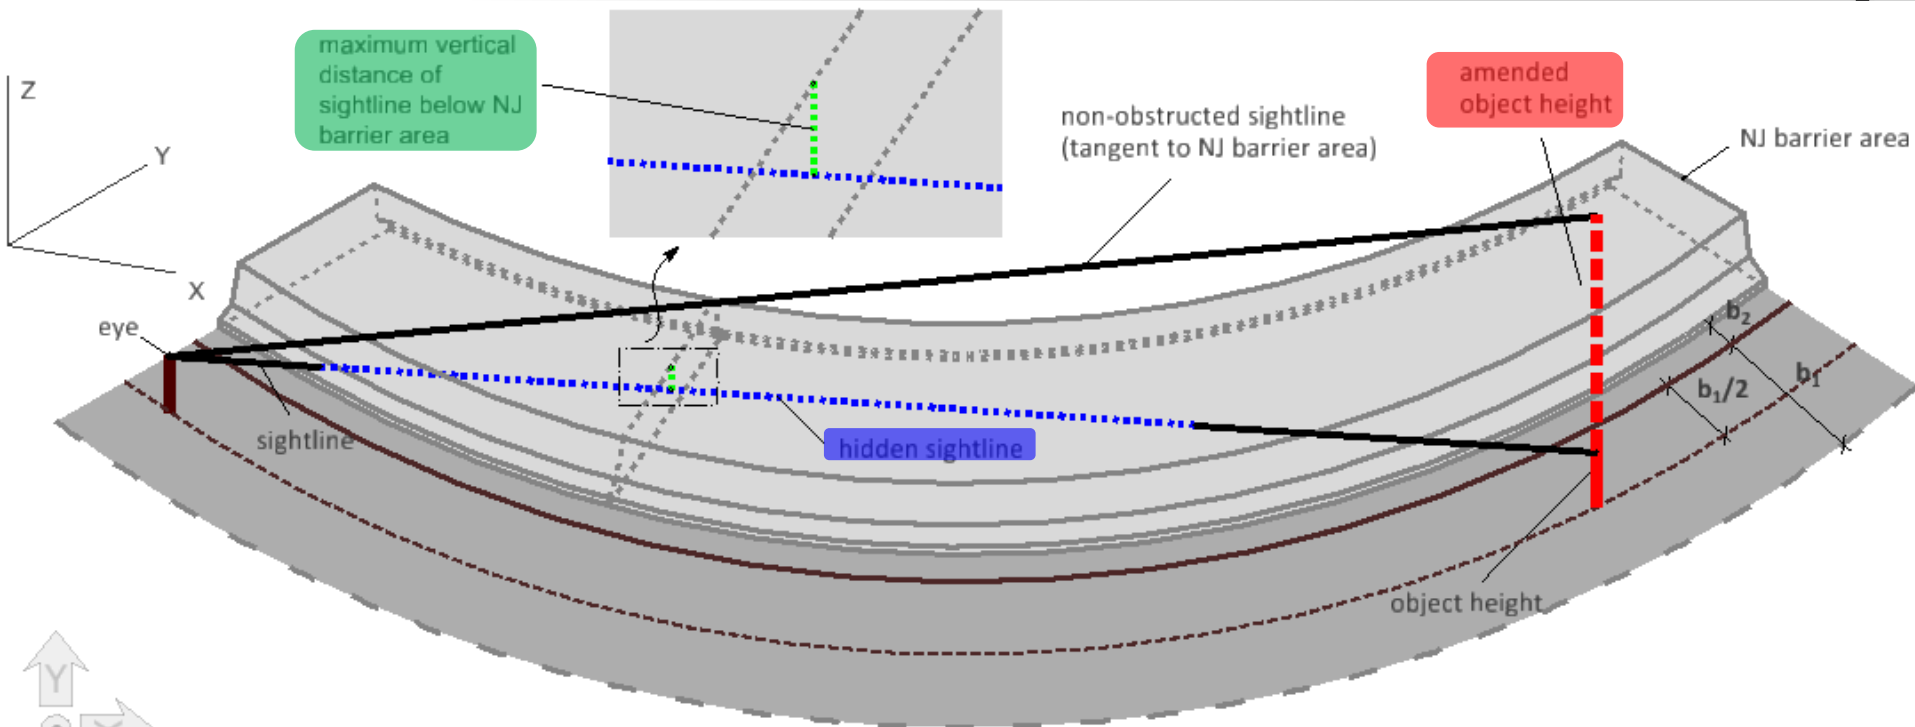 maximum vertical
distance of
sightline below NJ
barrier area
amended
object height
non-obstructed sightline
(tangent to NJ barrier area)
NJ barrier area
Z
Y
X
eye
sightline
hidden sightline
b2
b1
b1/2
object height
Y
X